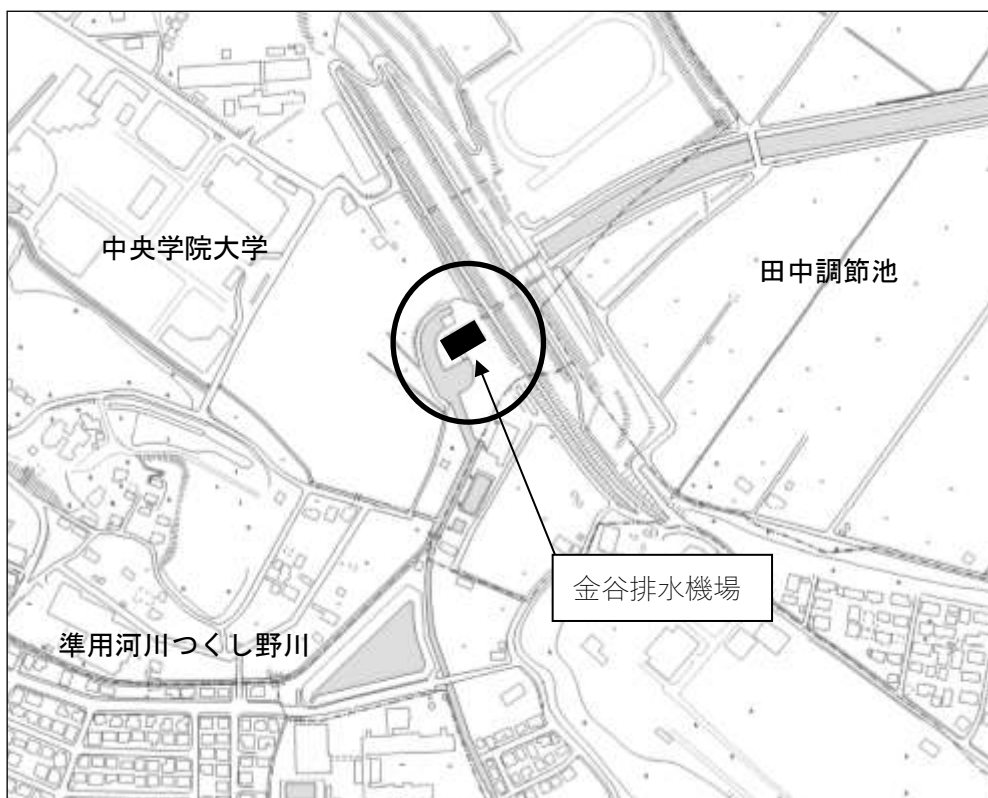 中央学院大学
田中調節池
金谷排水機場
準用河川つくし野川